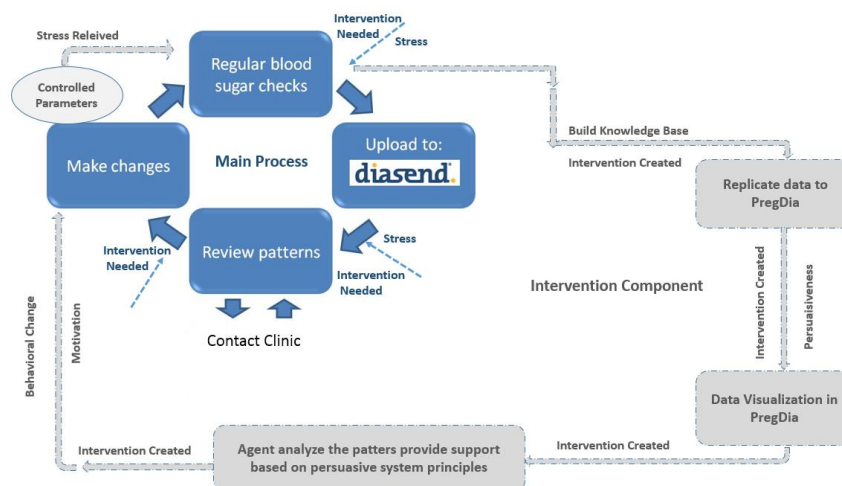 Intervention
Needed
Stress Releived
Stress
Regular blood
sugar checks
Controlled
Parameters
Build Knowledge Base
Upload to:
diasend.
Make changes
Main Process
Intervention Created
Replicate data to
PregDia
Review patterns
Stress
Intervention
Needed
Intervention
Needed
Intervention Component
Intervention Created
Persuaisiveness
Contact Clinic
Behavioral Change
Motivation
Data Visualization in
PregDia
Intervention Created
Agent analyze the patters provide support
based on persuasive system principles
Intervention Created